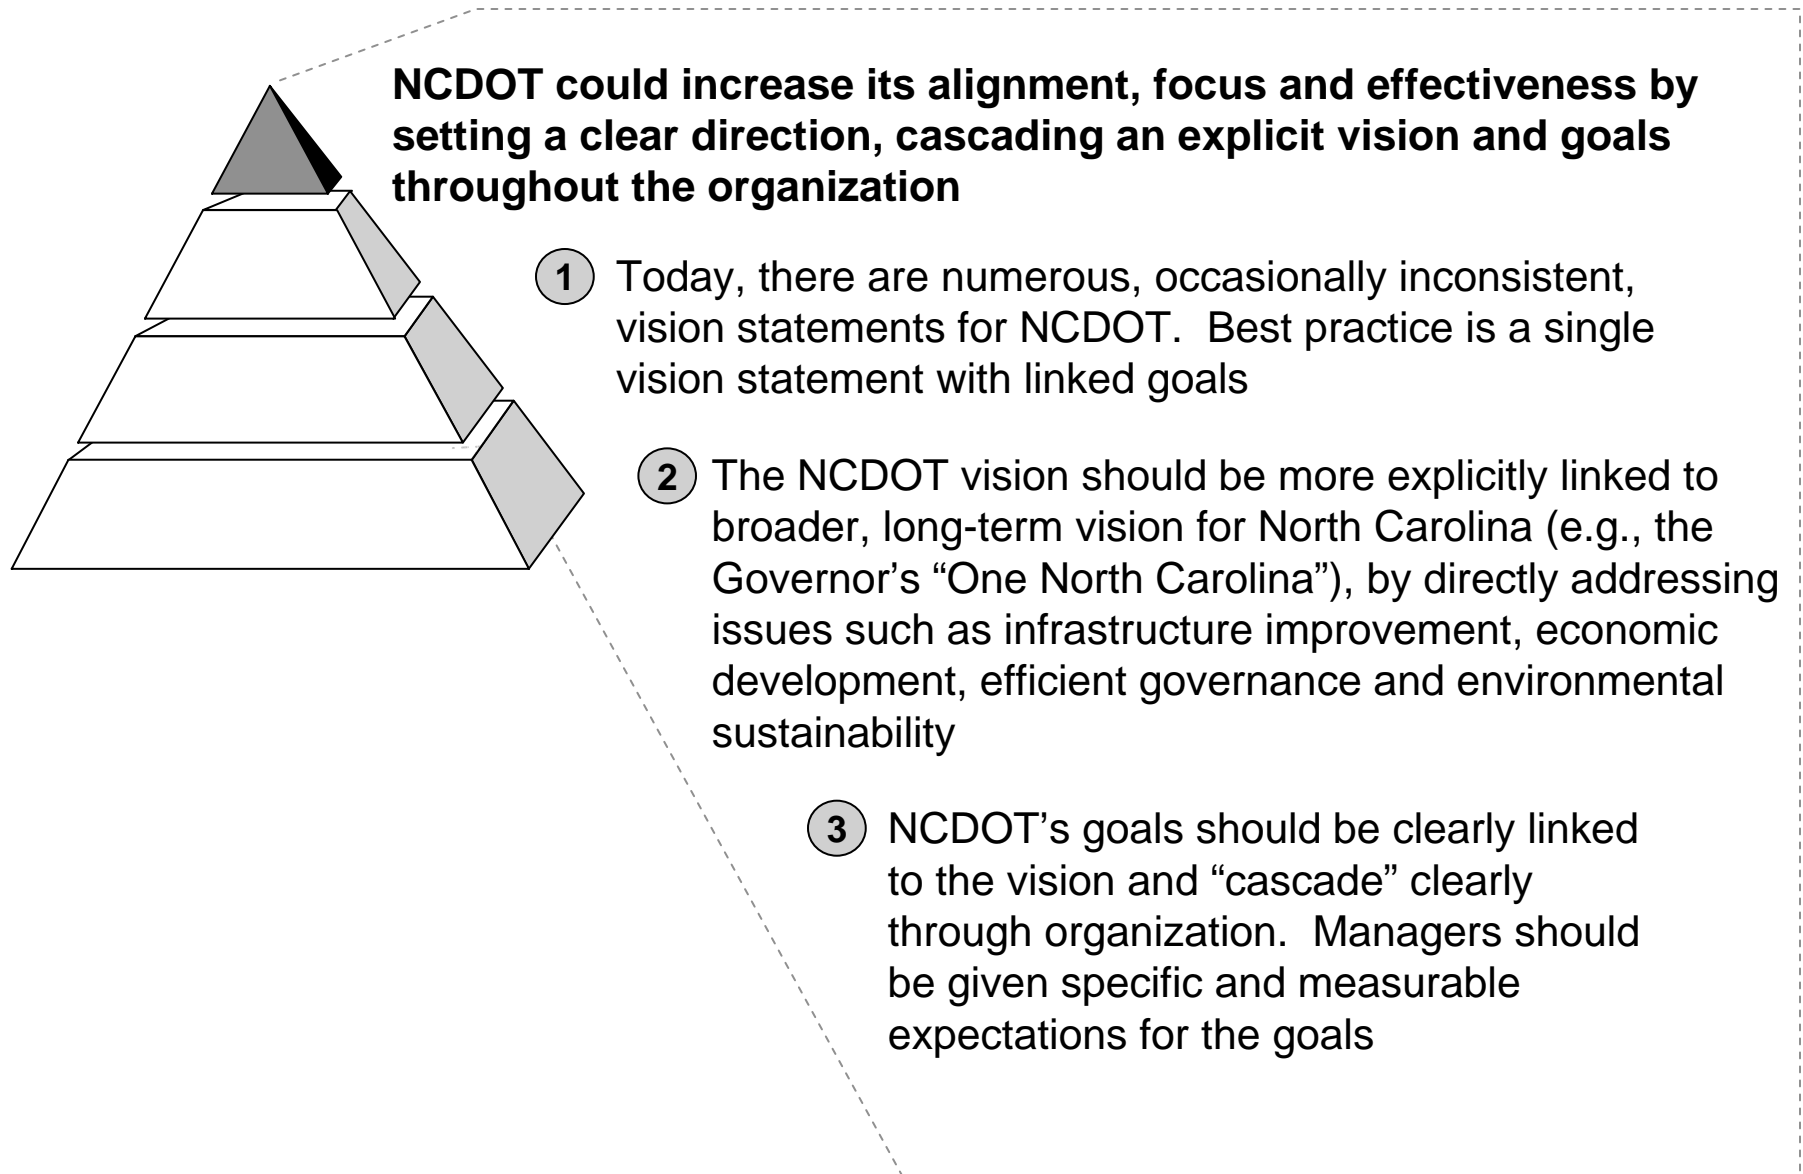 NCDOT could increase its alignment, focus and effectiveness by
setting a clear direction, cascading an explicit vision and goals
throughout the organization
1 Today, there are numerous, occasionally inconsistent,
vision statements for NCDOT.  Best practice is a single
vision statement with linked goals
2 The NCDOT vision should be more explicitly linked to
broader, long-term vision for North Carolina (e.g., the
Governor’s “One North Carolina”), by directly addressing
issues such as infrastructure improvement, economic
development, efficient governance and environmental
sustainability
3 NCDOT’s goals should be clearly linked
to the vision and “cascade” clearly
through organization.  Managers should
be given specific and measurable
expectations for the goals